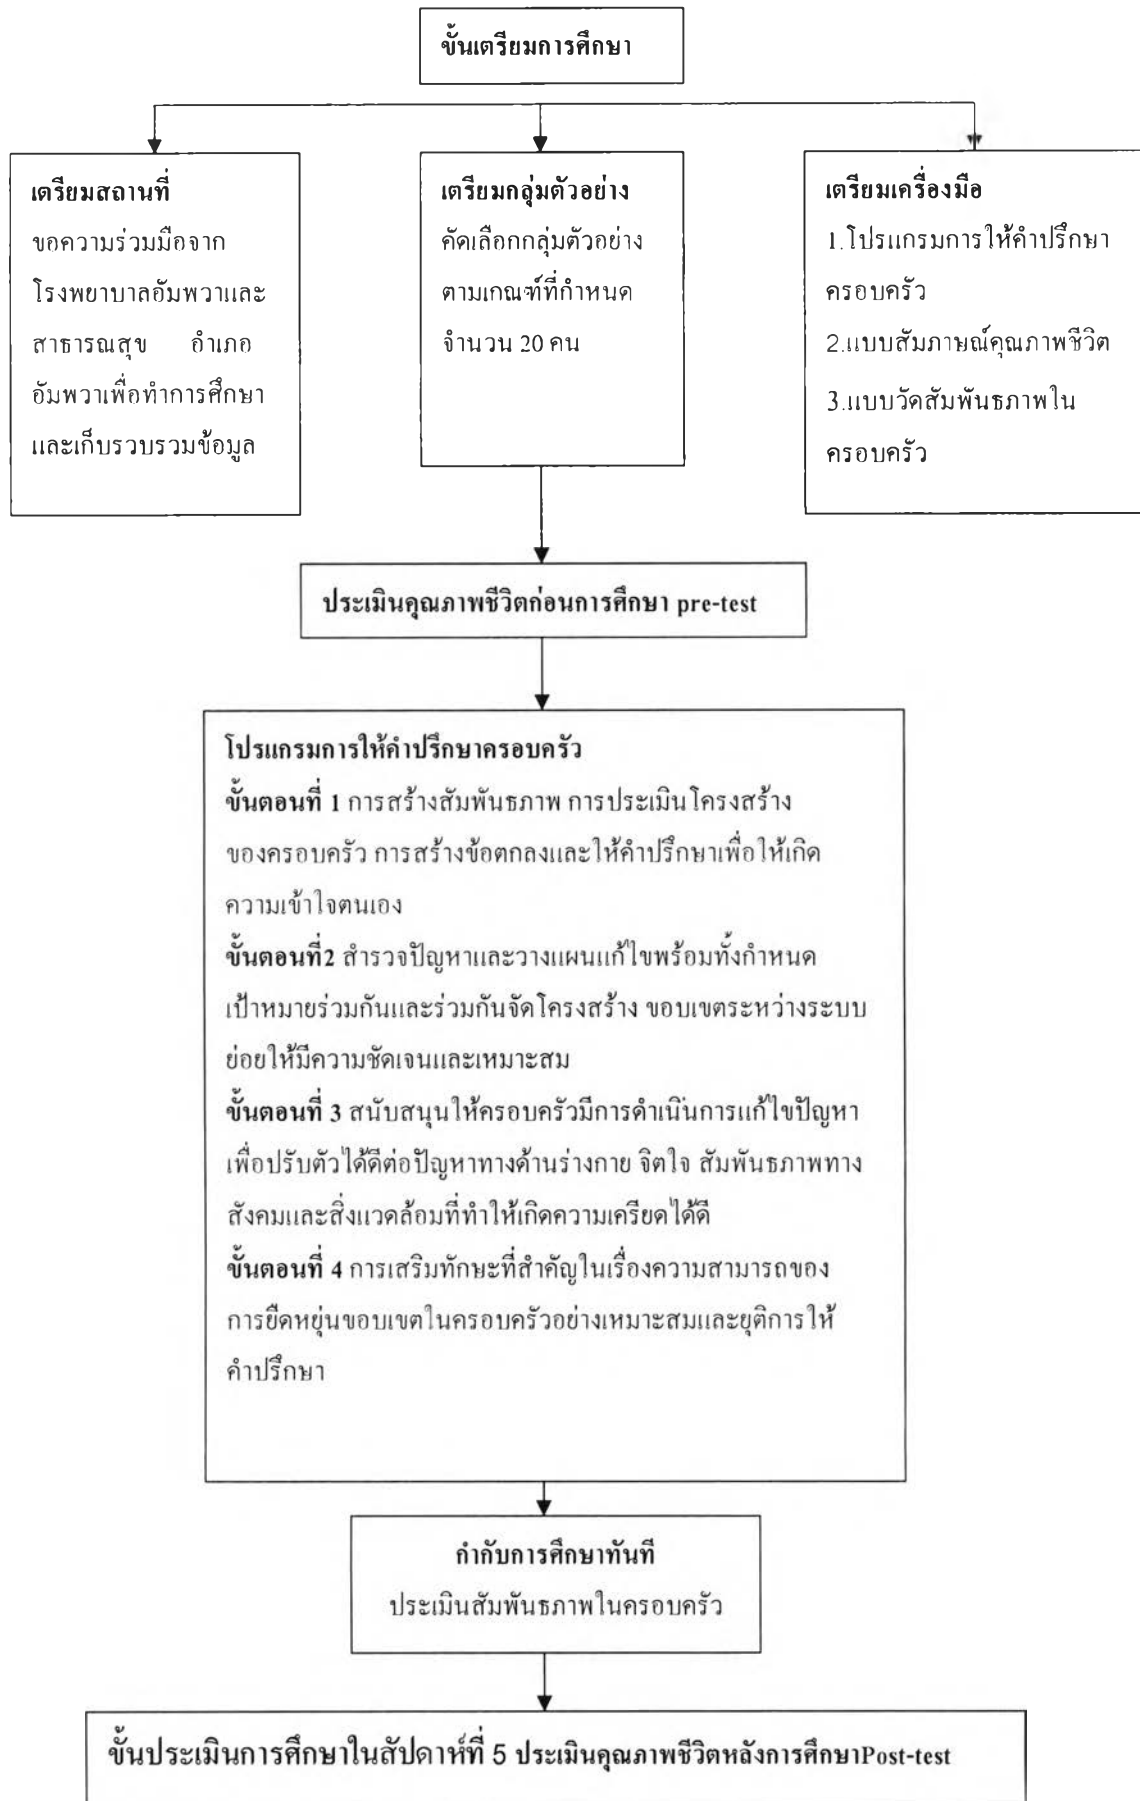 ขั้นเตรียมการศึกษา
เตรียมสถานที่
ขอความร่วมมือจาก
โรงพยาบาลอัมพวาและ
สาธารณสุข อำเภอ
อัมพวาเพื่อทำการศึกษา
และเก็บรวบรวมข้อมูล
เตรียมกลุ่มตัวอย่าง
คัดเลือกกลุ่มตัวอย่าง
ตามเกณฑ์ที่กำหนด
จำนวน 20 คน
เตรียมเครื่องมือ
1.โปรแกรมการให้คำปรึกษา
ครอบครัว
2.แบบสัมภาษณ์คุณภาพชีวิต
3.แบบวัดสัมพันธภาพใน
ครอบครัว
ประเมินคุณภาพชีวิตก่อนการศึกษา pre-test
โปรแกรมการให้คำปรึกษาครอบครัว
ขั้นตอนที่ 1 การสร้างสัมพันธภาพ การประเมินโครงสร้าง
ของครอบครัว การสร้างข้อตกลงและให้คำปรึกษาเพื่อให้เกิด
ความเข้าใจตนเอง
ขั้นตอนที่2 สำรวจปัญหาและวางแผนแก้ไขพร้อมทั้งกำหนด
เป้าหมายร่วมกันและร่วมกันจัดโครงสร้าง ขอบเขตระหว่างระบบ
ย่อยให้มีความชัดเจนและเหมาะสม
ขั้นตอนที่ 3 สนับสนุนให้ครอบครัวมีการดำเนินการแก้ไขปัญหา
เพื่อปรับตัวได้ดีต่อปัญหาทางด้านร่างกาย จิตใจ สัมพันธภาพทาง
สังคมและสิ่งแวดล้อมที่ทำให้เกิดความเครียดได้ดี
ขั้นตอนที่ 4 การเสริมทักษะที่สำคัญในเรื่องความสามารถของ
การยืดหยุ่นขอบเขตในครอบครัวอย่างเหมาะสมและยุติการให้
คำปรึกษา
กำกับการศึกษาทันที
ประเมินสัมพันธภาพในครอบครัว
ขั้นประเมินการศึกษาในสัปดาห์ที่ 5 ประเมินคุณภาพชีวิตหลังการศึกษาPost-test